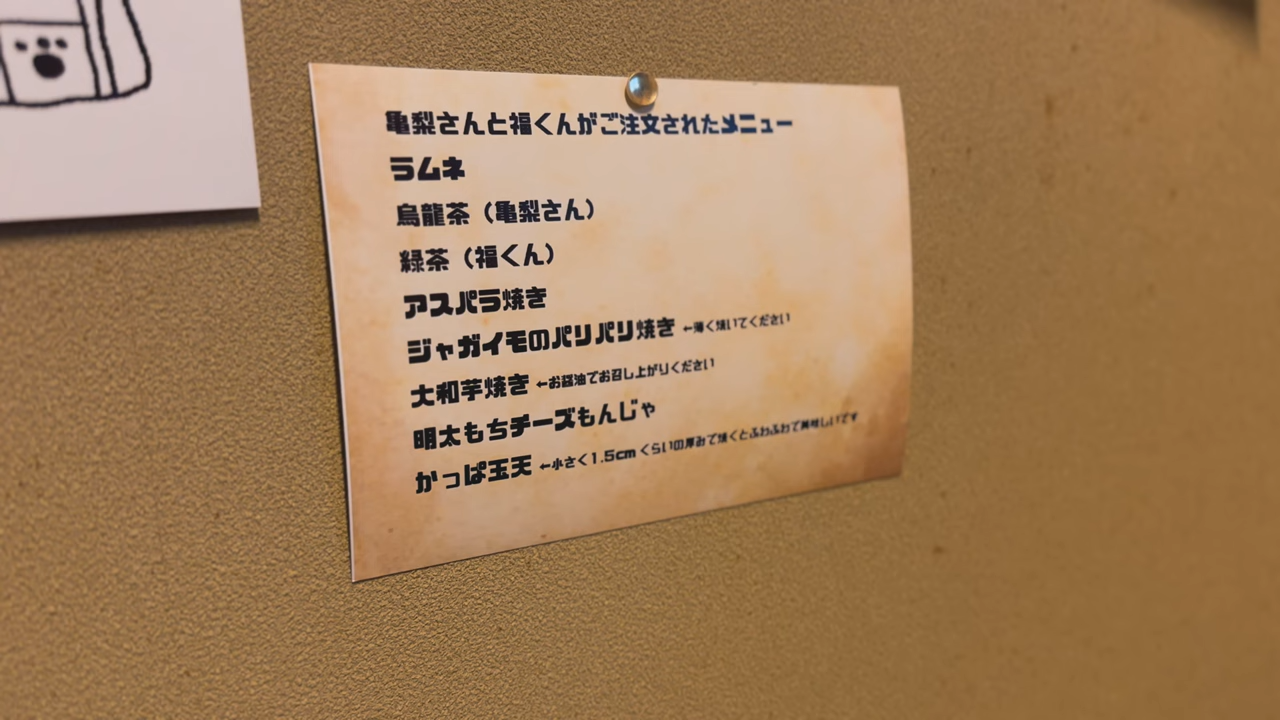 亀梨さんと福くんがご注文されたメニュー
ラムネ
烏龍茶（亀梨さん）
緑茶（福くん）
アスパラ焼き
ジャガイモのパリパリ焼き ←薄く焼いてください
大和芋焼き ←お醤油でお召し上がりください
明太もちチーズもんじゃ
かっぱ玉天 ←小さく1.5cmくらいの厚みで焼くとふわふわで美味しいです